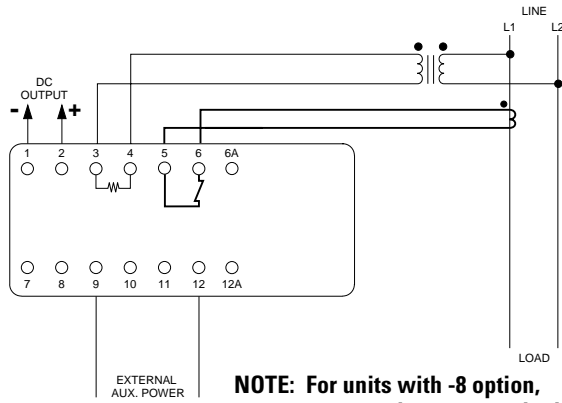 LINE
L1 L2
DC
OUTPUT
- +
1 2 3 4 5 6 6A
7 8 9 10 11 12 12A
LOAD
EXTERNAL
AUX. POWER
NOTE: For units with -8 option,